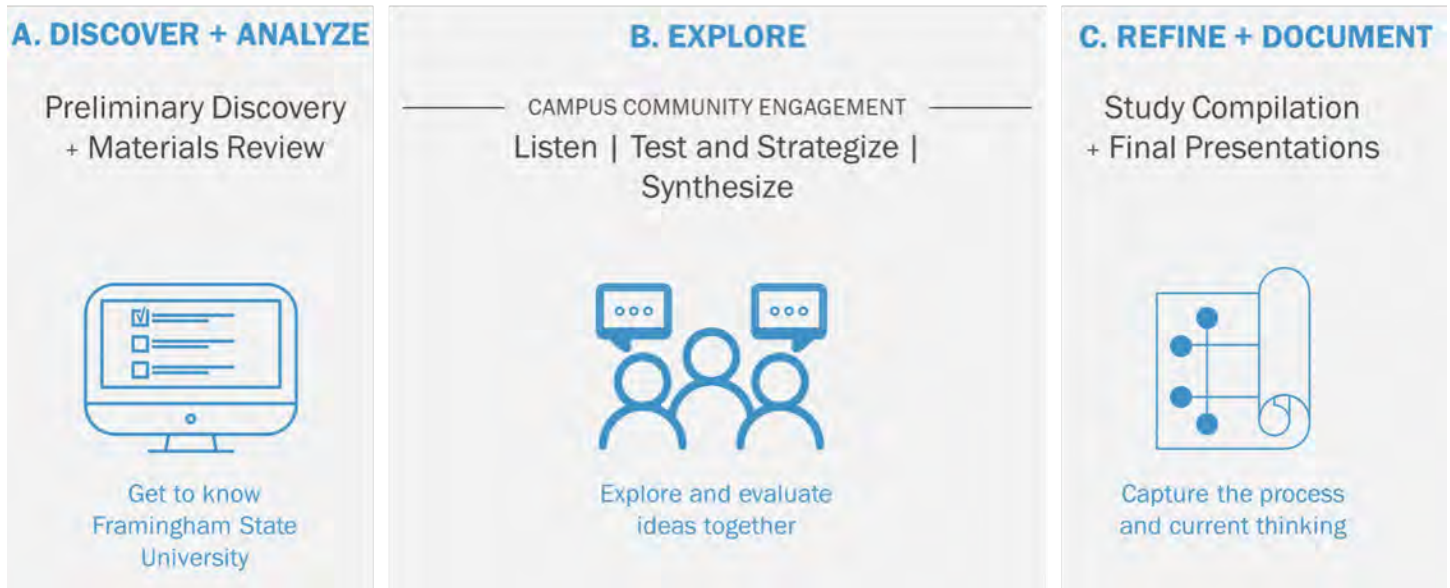 A. DISCOVER + ANALYZE
Preliminary Discovery
+ Materials Review
Get to know
Framingham State
University
B. EXPLORE
CAMPUS COMMUNITY ENGAGEMENT
Listen | Test and Strategize |
Synthesize
Explore and evaluate
ideas together
C. REFINE + DOCUMENT
Study Compilation
+ Final Presentations
Capture the process
and current thinking